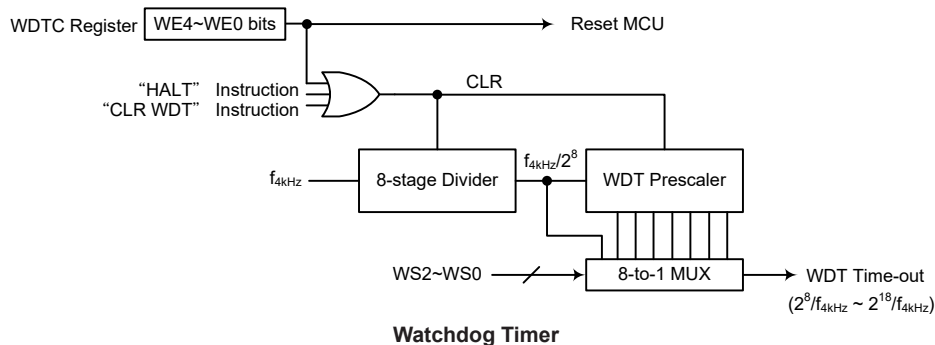 WDTC Register WE4~WE0 bits Reset MCU
CLR
“HALT” Instruction
“CLR WDT” Instruction
f4kHz 8-stage Divider f4kHz/2^8 WDT Prescaler
WS2~WS0 8-to-1 MUX WDT Time-out
(2^8/f4kHz ~ 2^18/f4kHz)
Watchdog Timer